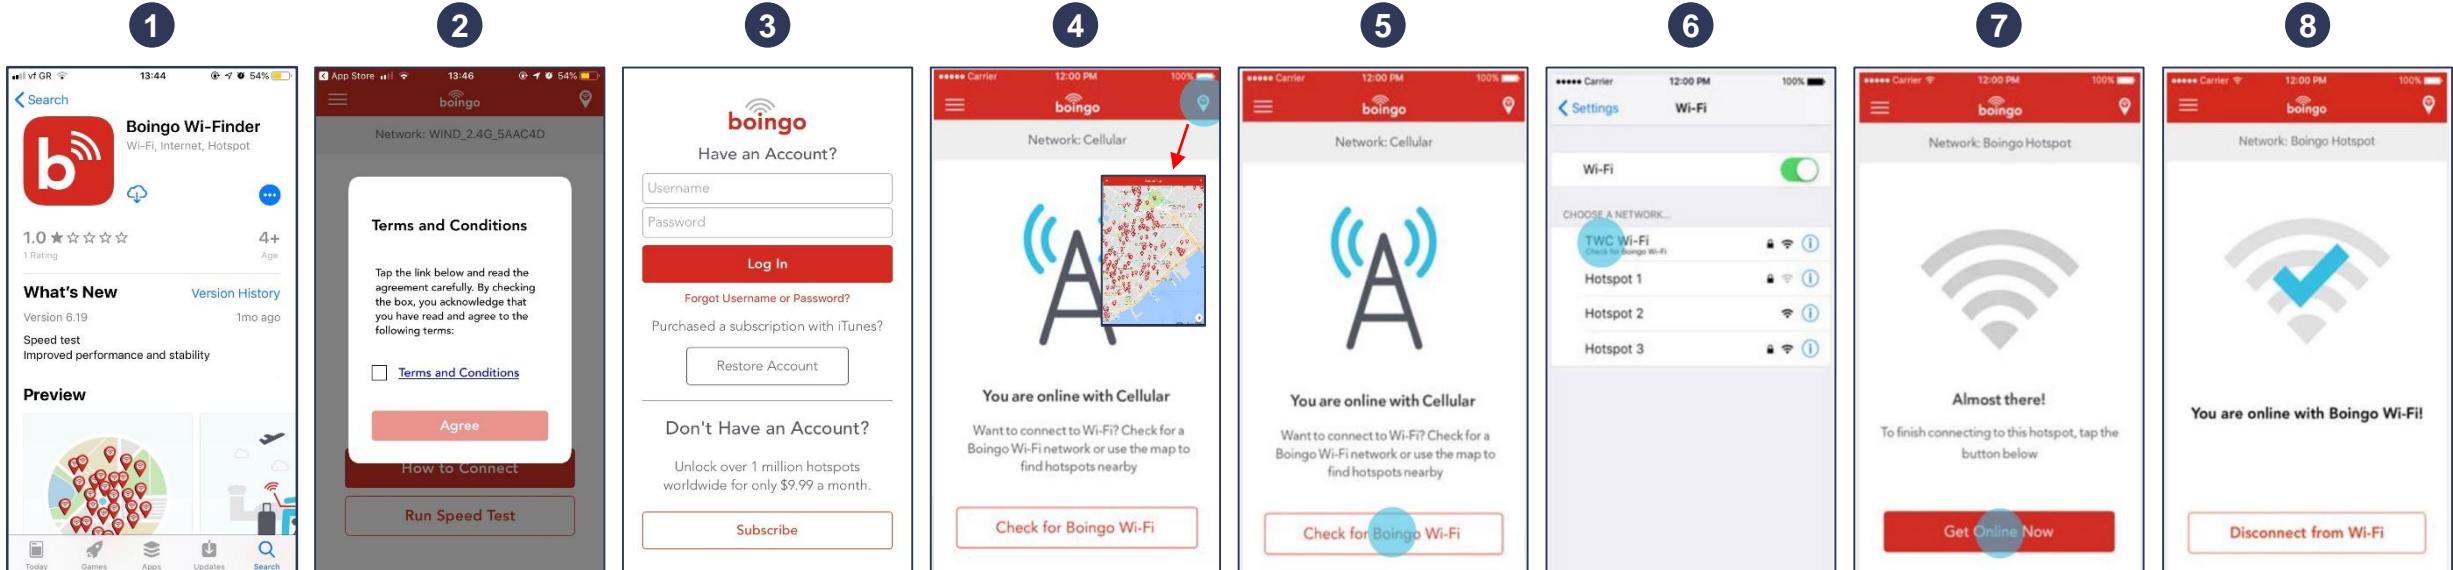 1
vf GR 13:44 54%
Search
b
Boingo Wi-Finder
Wi-Fi, Internet, Hotspot
1.0 ★☆☆☆☆ 4+
1 Rating Age
What's New Version History
Version 6.19 1mo ago
Speed test
Improved performance and stability
Preview
Today Games Apps Updates Search
2
App Store 13:46 54%
boingo
Network: WIND_2.4G_5AAC4D
Terms and Conditions
Tap the link below and read the
agreement carefully. By checking
the box, you acknowledge that
you have read and agree to the
following terms:
Terms and Conditions
Agree
How to Connect
Run Speed Test
3
boingo
Have an Account?
Username
Password
Log In
Forgot Username or Password?
Purchased a subscription with iTunes?
Restore Account
Don't Have an Account?
Unlock over 1 million hotspots
worldwide for only $9.99 a month.
Subscribe
4
Carrier 12:00 PM 100%
boingo
Network: Cellular
You are online with Cellular
Want to connect to Wi-Fi? Check for a
Boingo Wi-Fi network or use the map to
find hotspots nearby
Check for Boingo Wi-Fi
5
Carrier 12:00 PM 100%
boingo
Network: Cellular
You are online with Cellular
Want to connect to Wi-Fi? Check for a
Boingo Wi-Fi network or use the map to
find hotspots nearby
Check for Boingo Wi-Fi
6
Carrier 12:00 PM 100%
Settings Wi-Fi
Wi-Fi
CHOOSE A NETWORK...
TWC Wi-Fi
Check for Boingo Wi-Fi
Hotspot 1
Hotspot 2
Hotspot 3
7
Carrier 12:00 PM 100%
boingo
Network: Boingo Hotspot
Almost there!
To finish connecting to this hotspot, tap the
button below
Get Online Now
8
Carrier 12:00 PM 100%
boingo
Network: Boingo Hotspot
You are online with Boingo Wi-Fi!
Disconnect from Wi-Fi